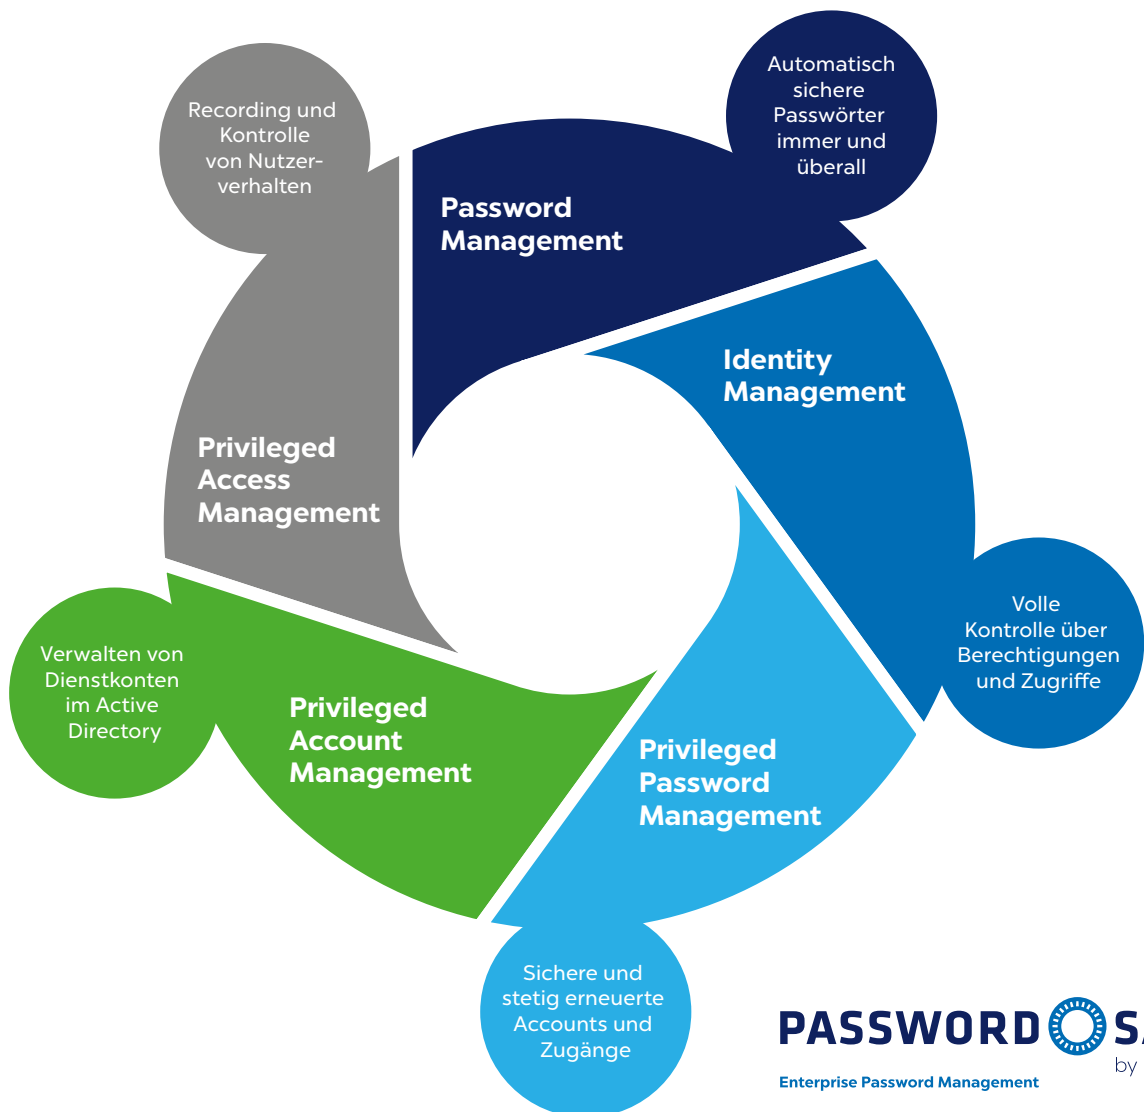 Recording und
Kontrolle
von Nutzer-
verhalten
Automatisch
sichere
Passwörter
immer und
überall
Password
Management
Identity
Management
Privileged
Access
Management
Volle
Kontrolle über
Berechtigungen
und Zugriffe
Verwalten von
Dienstkonten
im Active
Directory
Privileged
Account
Management
Privileged
Password
Management
Sichere und
stetig erneuerte
Accounts und
Zugänge
PASSWORD
by
Enterprise Password Management